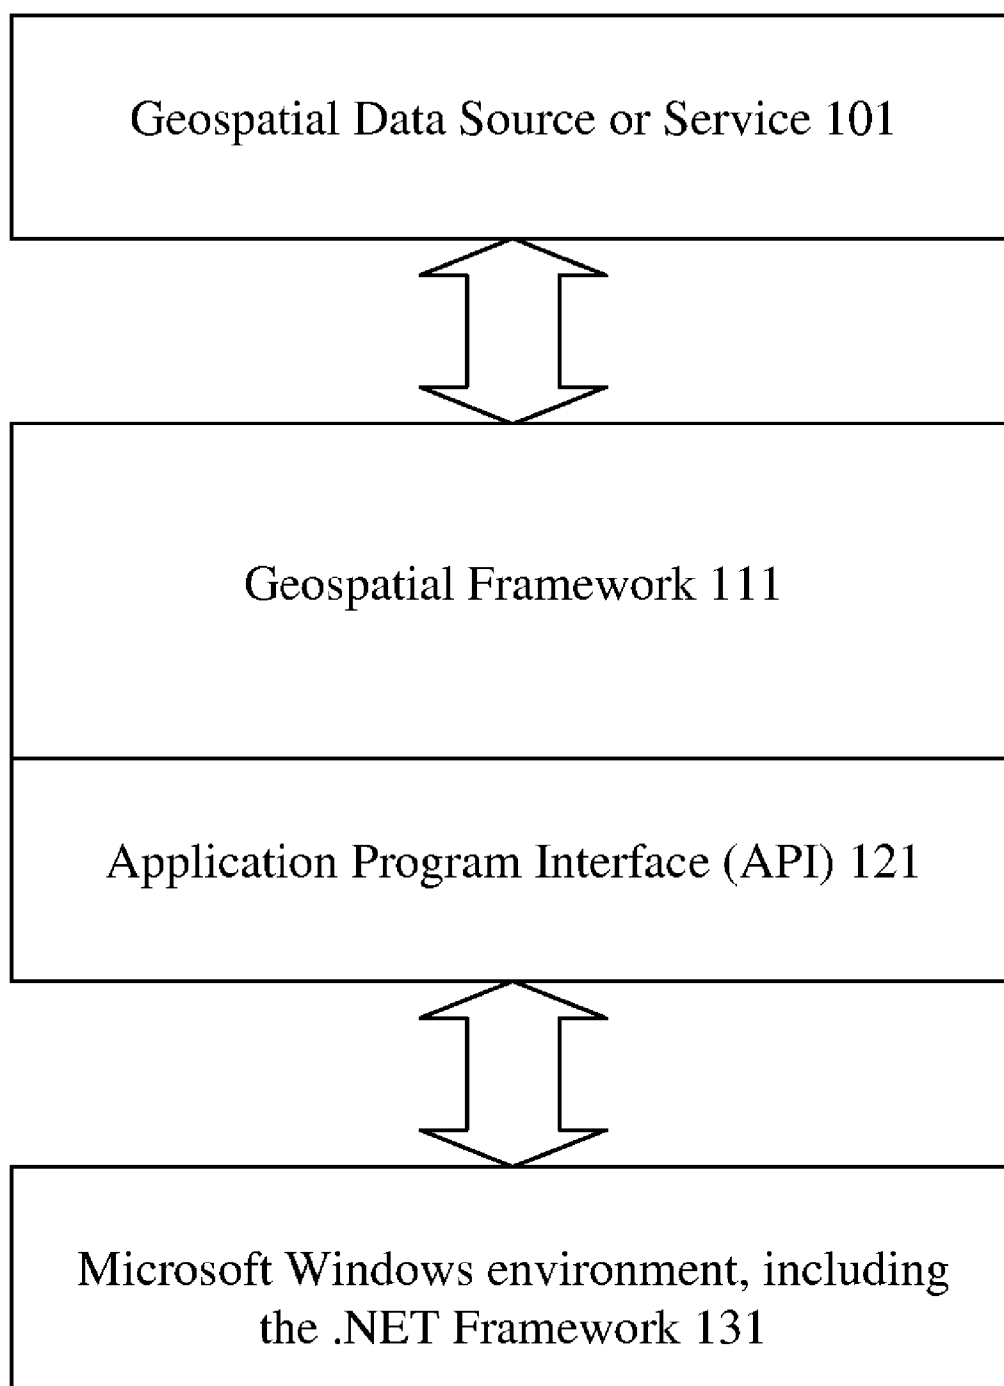 Geospatial Data Source or Service 101
Geospatial Framework 111
Application Program Interface (API) 121
Microsoft Windows environment, including
the .NET Framework 131